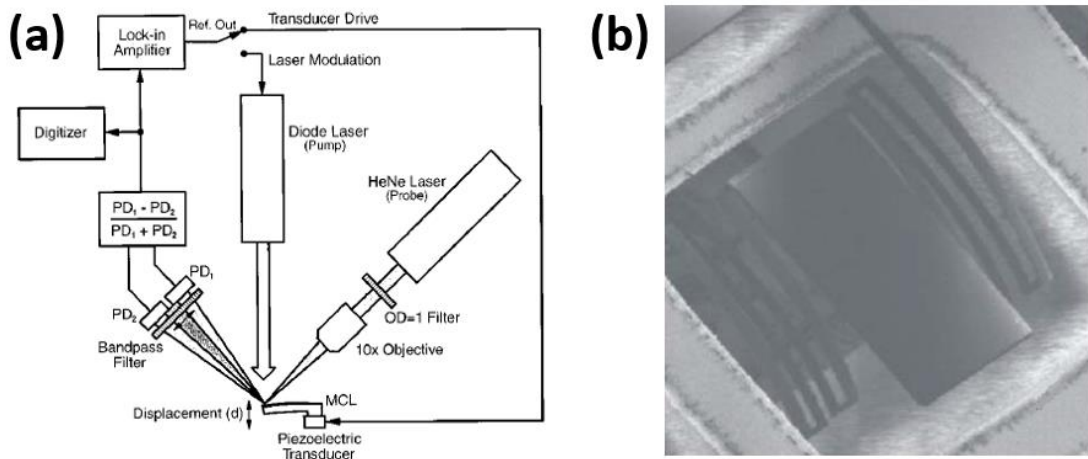 (a)
Lock-in
Amplifier
Ref. Out
Transducer Drive
Laser Modulation
Digitizer
Diode Laser
(Pump)
HeNe Laser
(Probe)
PD₁ - PD₂
PD₁ + PD₂
PD₁
PD₂
OD=1 Filter
Bandpass
Filter
10x Objective
MCL
Displacement (d)
Piezoelectric
Transducer
(b)